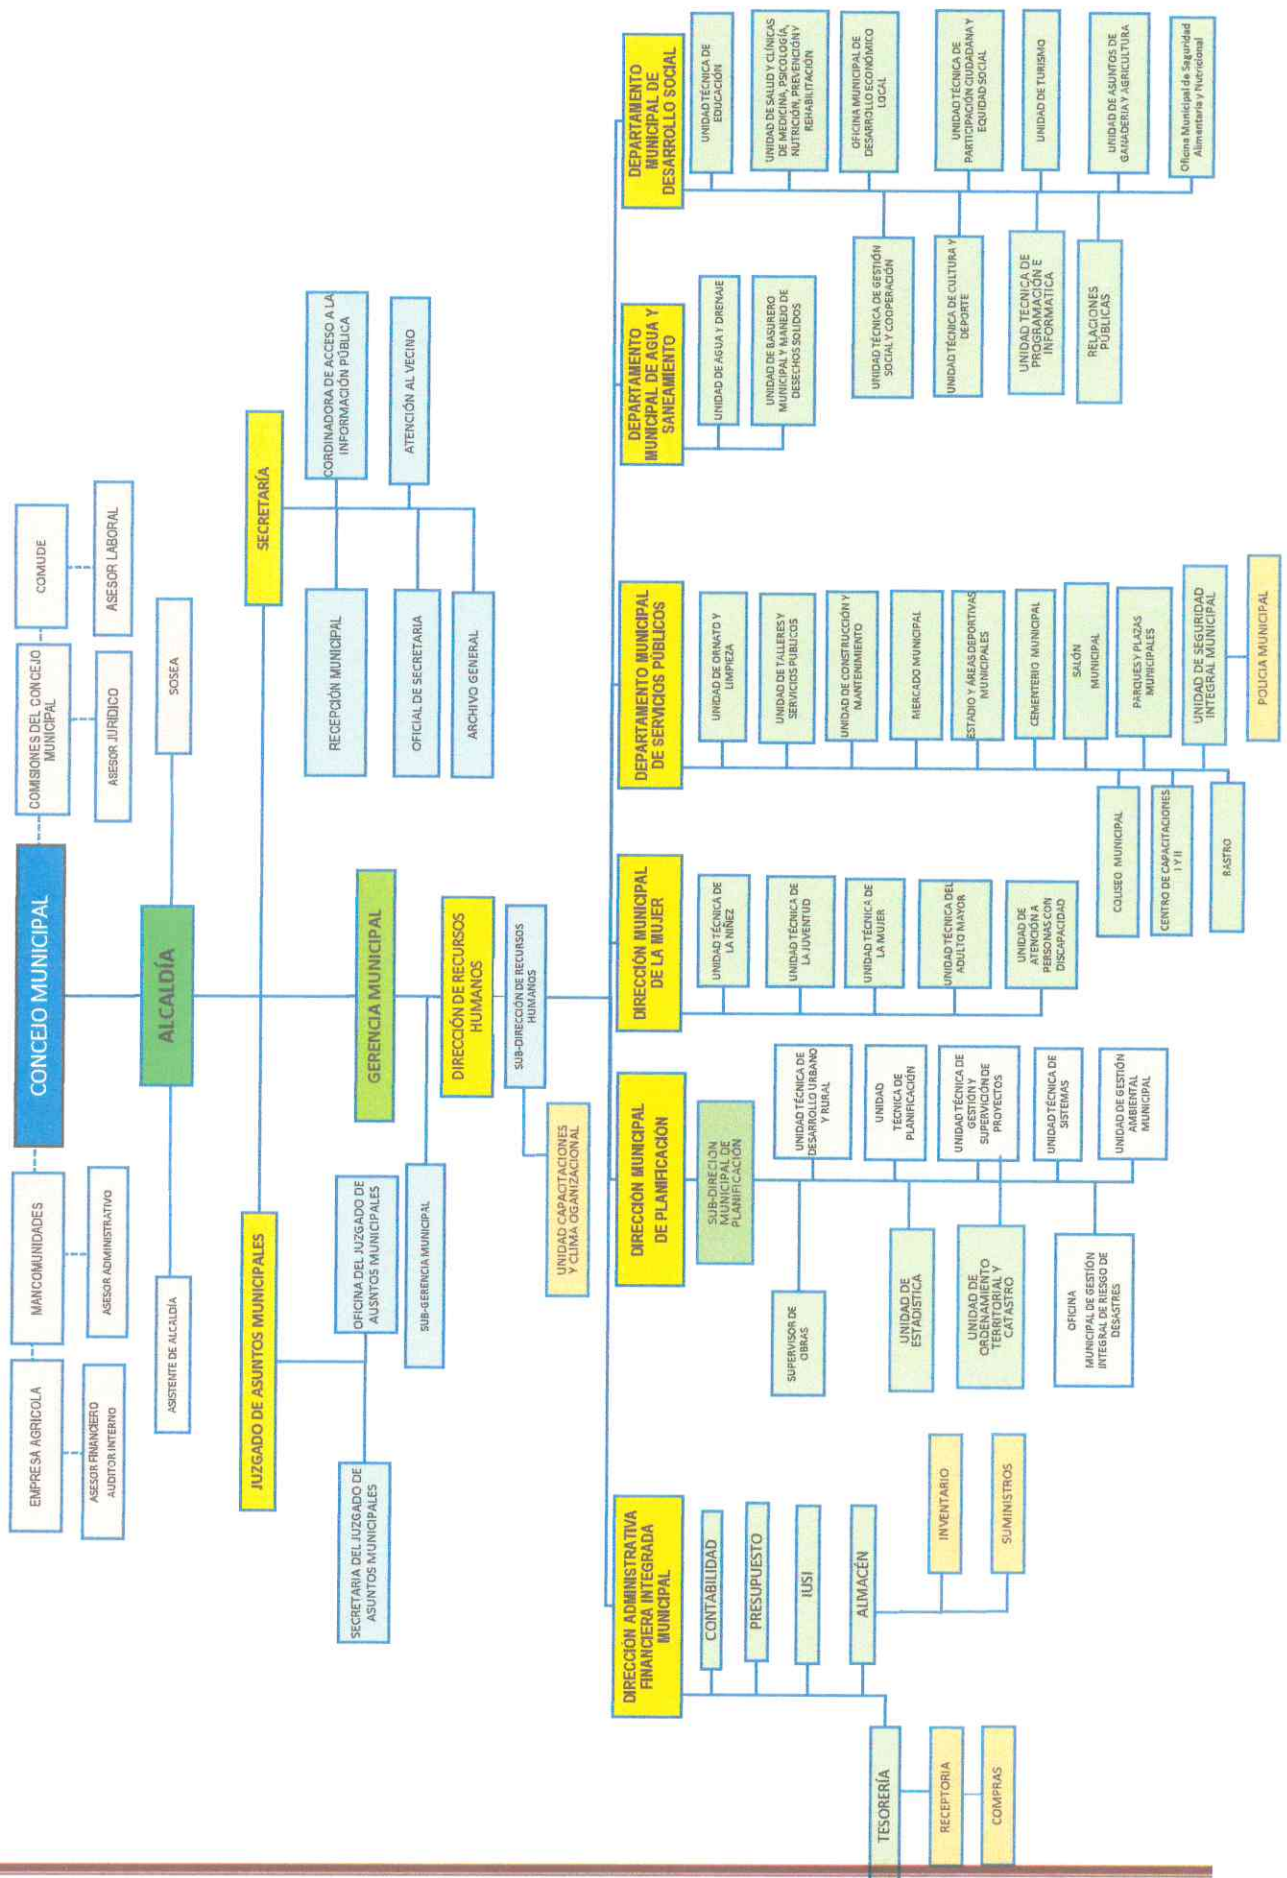 EMPRESA AGRICOLA
MANCOMUNIDADES
CONCEJO MUNICIPAL
COMISIONES DEL CONCEJO
MUNICIPAL
COMUDE
ASESOR FINANCIERO
AUDITOR INTERNO
ASESOR ADMINISTRATIVO
ASESOR JURIDICO
ASESOR LABORAL
ASISTENTE DE ALCALDÍA
ALCALDÍA
SOSEA
JUZGADO DE ASUNTOS MUNICIPALES
SECRETARÍA
SECRETARIA DEL JUZGADO DE
ASUNTOS MUNICIPALES
OFICINA DEL JUZGADO DE
AUSNTOS MUNICIPALES
RECEPCIÓN MUNICIPAL
CORDINADORA DE ACCESO A LA
INFORMACIÓN PÚBLICA
OFICIAL DE SECRETARIA
ATENCIÓN AL VECINO
ARCHIVO GENERAL
GERENCIA MUNICIPAL
SUB-GERENCIA MUNICIPAL
DIRECCIÓN DE RECURSOS
HUMANOS
SUB-DIRECCIÓN DE RECURSOS
HUMANOS
UNIDAD CAPACITACIONES
Y CLIMA OGANIZACIONAL
DIRECCIÓN ADMINISTRATIVA
FINANCIERA INTEGRADA
MUNICIPAL
CONTABILIDAD
PRESUPUESTO
IUSI
ALMACÉN
INVENTARIO
SUMINISTROS
TESORERÍA
RECEPTORIA
COMPRAS
DIRECCIÓN MUNICIPAL
DE PLANIFICACIÓN
SUB-DIRECION
MUNICIPAL DE
PLANIFICACIÓN
SUPERVISOR DE
OBRAS
UNIDAD TÉCNICA DE
DESARROLLO URBANO
Y RURAL
UNIDAD
TÉCNICA DE
PLANIFICACIÓN
UNIDAD DE
ESTADISTICA
UNIDAD TÉCNICA DE
GESTIÓN Y
SUPERVICIÓN DE
PROYECTOS
UNIDAD DE
ORDENAMIENTO
TERRITORIAL Y
CATASTRO
UNIDAD TÉCNICA DE
SISTEMAS
OFICINA
MUNICIPAL DE GESTIÓN
INTEGRAL DE RIESGO DE
DESASTRES
UNIDAD DE GESTIÓN
AMBIENTAL
MUNICIPAL
DIRECCIÓN MUNICIPAL
DE LA MUJER
UNIDAD TÉCNICA DE
LA NIÑEZ
UNIDAD TÉCNICA DE
LA JUVENTUD
UNIDAD TÉCNICA DE
LA MUJER
UNIDAD TÉCNICA DEL
ADULTO MAYOR
UNIDAD DE
ATENCIÓN A
PERSONAS CON
DISCAPACIDAD
DEPARTAMENTO MUNICIPAL
DE SERVICIOS PÚBLICOS
UNIDAD DE ORNATO Y
LIMPIEZA
UNIDAD DE TALLERES Y
SERVICIOS PUBLICOS
UNIDAD DE CONSTRUCCIÓN Y
MANTENIMIENTO
MERCADO MUNICIPAL
ESTADIO Y ÁREAS DEPORTIVAS
MUNICIPALES
CEMENTERIO MUNICIPAL
SALÓN
MUNICIPAL
PARQUES Y PLAZAS
MUNICIPALES
UNIDAD DE SEGURIDAD
INTEGRAL MUNICIPAL
POLICIA MUNICIPAL
COLISEO MUNICIPAL
CENTRO DE CAPACITACIONES
I Y II
RASTRO
DEPARTAMENTO
MUNICIPAL DE AGUA Y
SANEAMIENTO
UNIDAD DE AGUA Y DRENAJE
UNIDAD DE BASURERO
MUNICIPAL Y MANEJO DE
DESECHOS SOLIDOS
DEPARTAMENTO
MUNICIPAL DE
DESARROLLO SOCIAL
UNIDAD TÉCNICA DE
EDUCACIÓN
UNIDAD DE SALUD Y CLÍNICAS
DE MEDICINA, PSICOLOGÍA,
NUTRICIÓN, PREVENCIÓN Y
REHABILITACIÓN
OFICINA MUNICIPAL DE
DESARROLLO ECONÓMICO
LOCAL
UNIDAD TÉCNICA DE GESTIÓN
SOCIAL Y COOPERACIÓN
UNIDAD TÉCNICA DE
PARTICIPACIÓN CIUDADANA Y
EQUIDAD SOCIAL
UNIDAD TÉCNICA DE CULTURA Y
DEPORTE
UNIDAD DE TURISMO
UNIDAD TÉCNICA DE
PROGRAMACIÓN E
INFORMATICA
UNIDAD DE ASUNTOS DE
GANADERIA Y AGRICULTURA
RELACIONES
PÚBLICAS
Oficina Municipal de Seguridad
Alimentaria y Nutricional